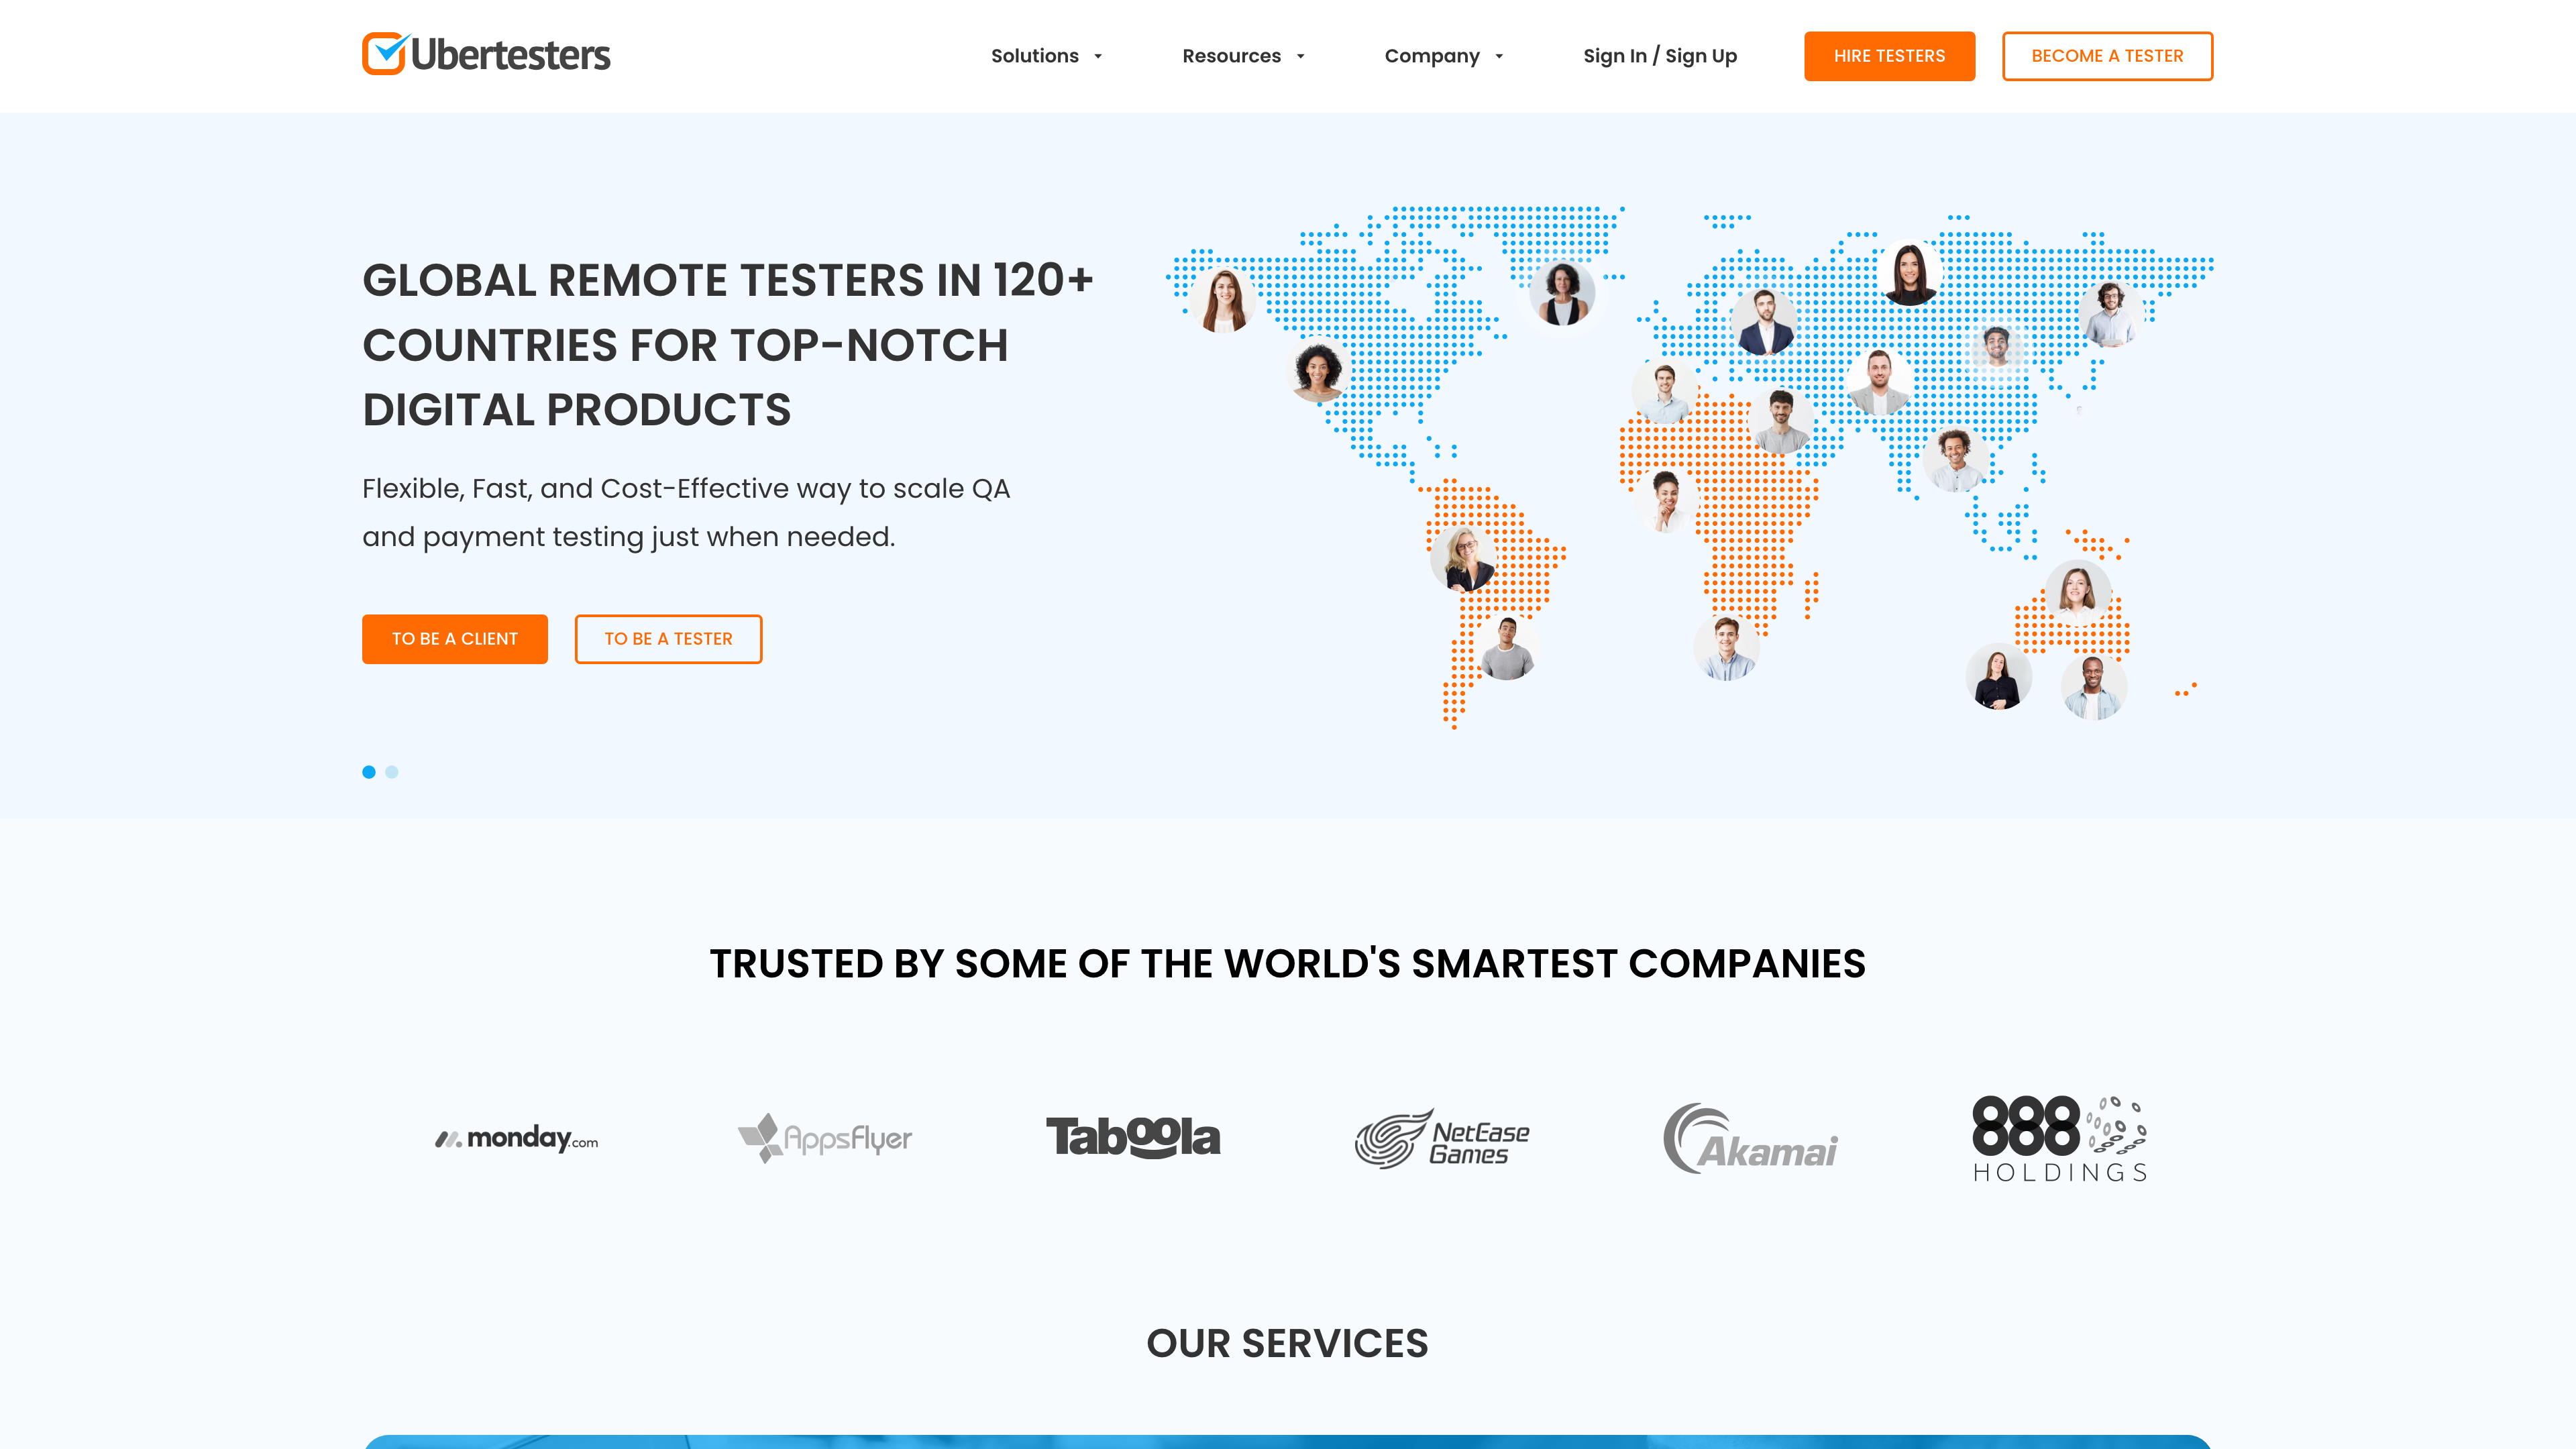 Ubertesters
Solutions
Resources
Company
Sign In / Sign Up
HIRE TESTERS
BECOME A TESTER
GLOBAL REMOTE TESTERS IN 120+
COUNTRIES FOR TOP-NOTCH
DIGITAL PRODUCTS
Flexible, Fast, and Cost-Effective way to scale QA
and payment testing just when needed.
TO BE A CLIENT
TO BE A TESTER
TRUSTED BY SOME OF THE WORLD'S SMARTEST COMPANIES
monday.com
AppsFlyer
Taboola
NetEase
Games
Akamai
888
HOLDINGS
OUR SERVICES